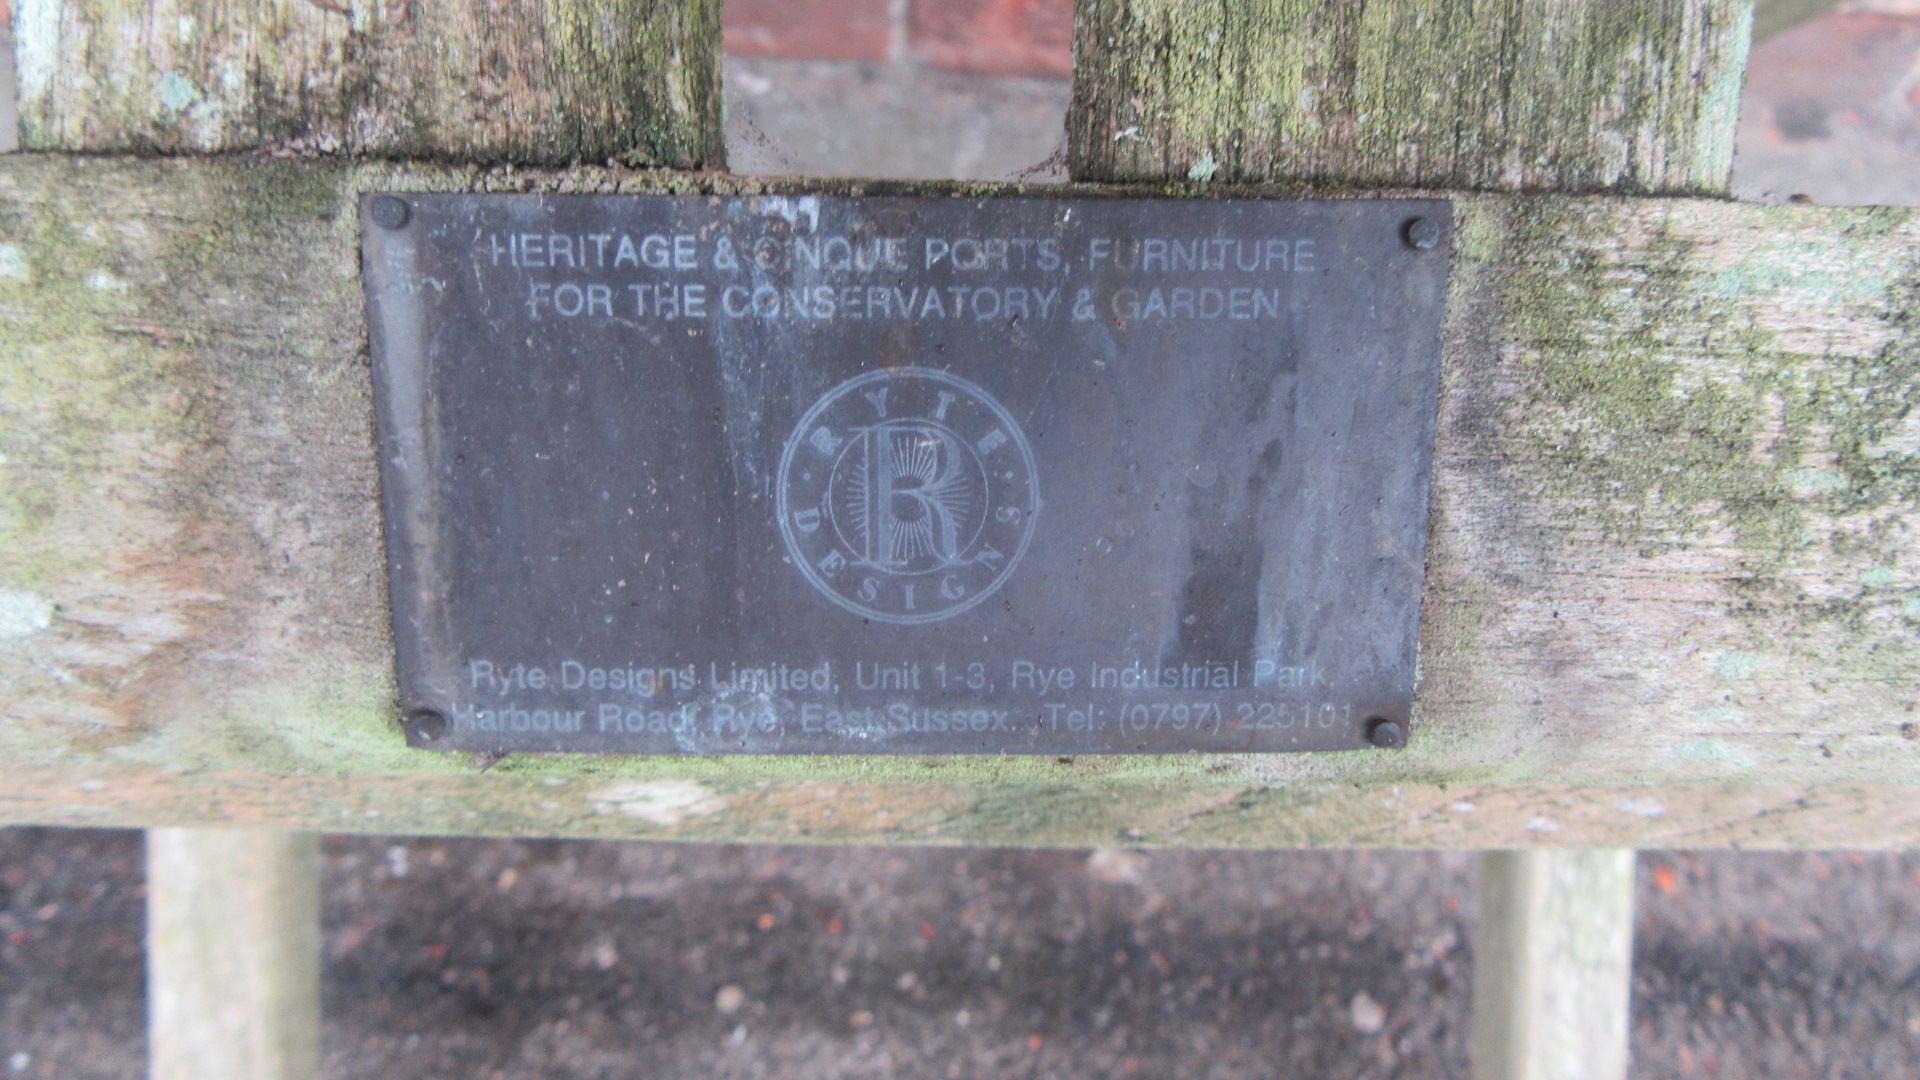 HERITAGE & CINQUE PORTS, FURNITURE
FOR THE CONSERVATORY & GARDEN
RYTE
R
DESIGNS
Ryte Designs Limited, Unit 1-3, Rye Industrial Park,
Harbour Road, Rye, East Sussex. Tel: (0797) 225101